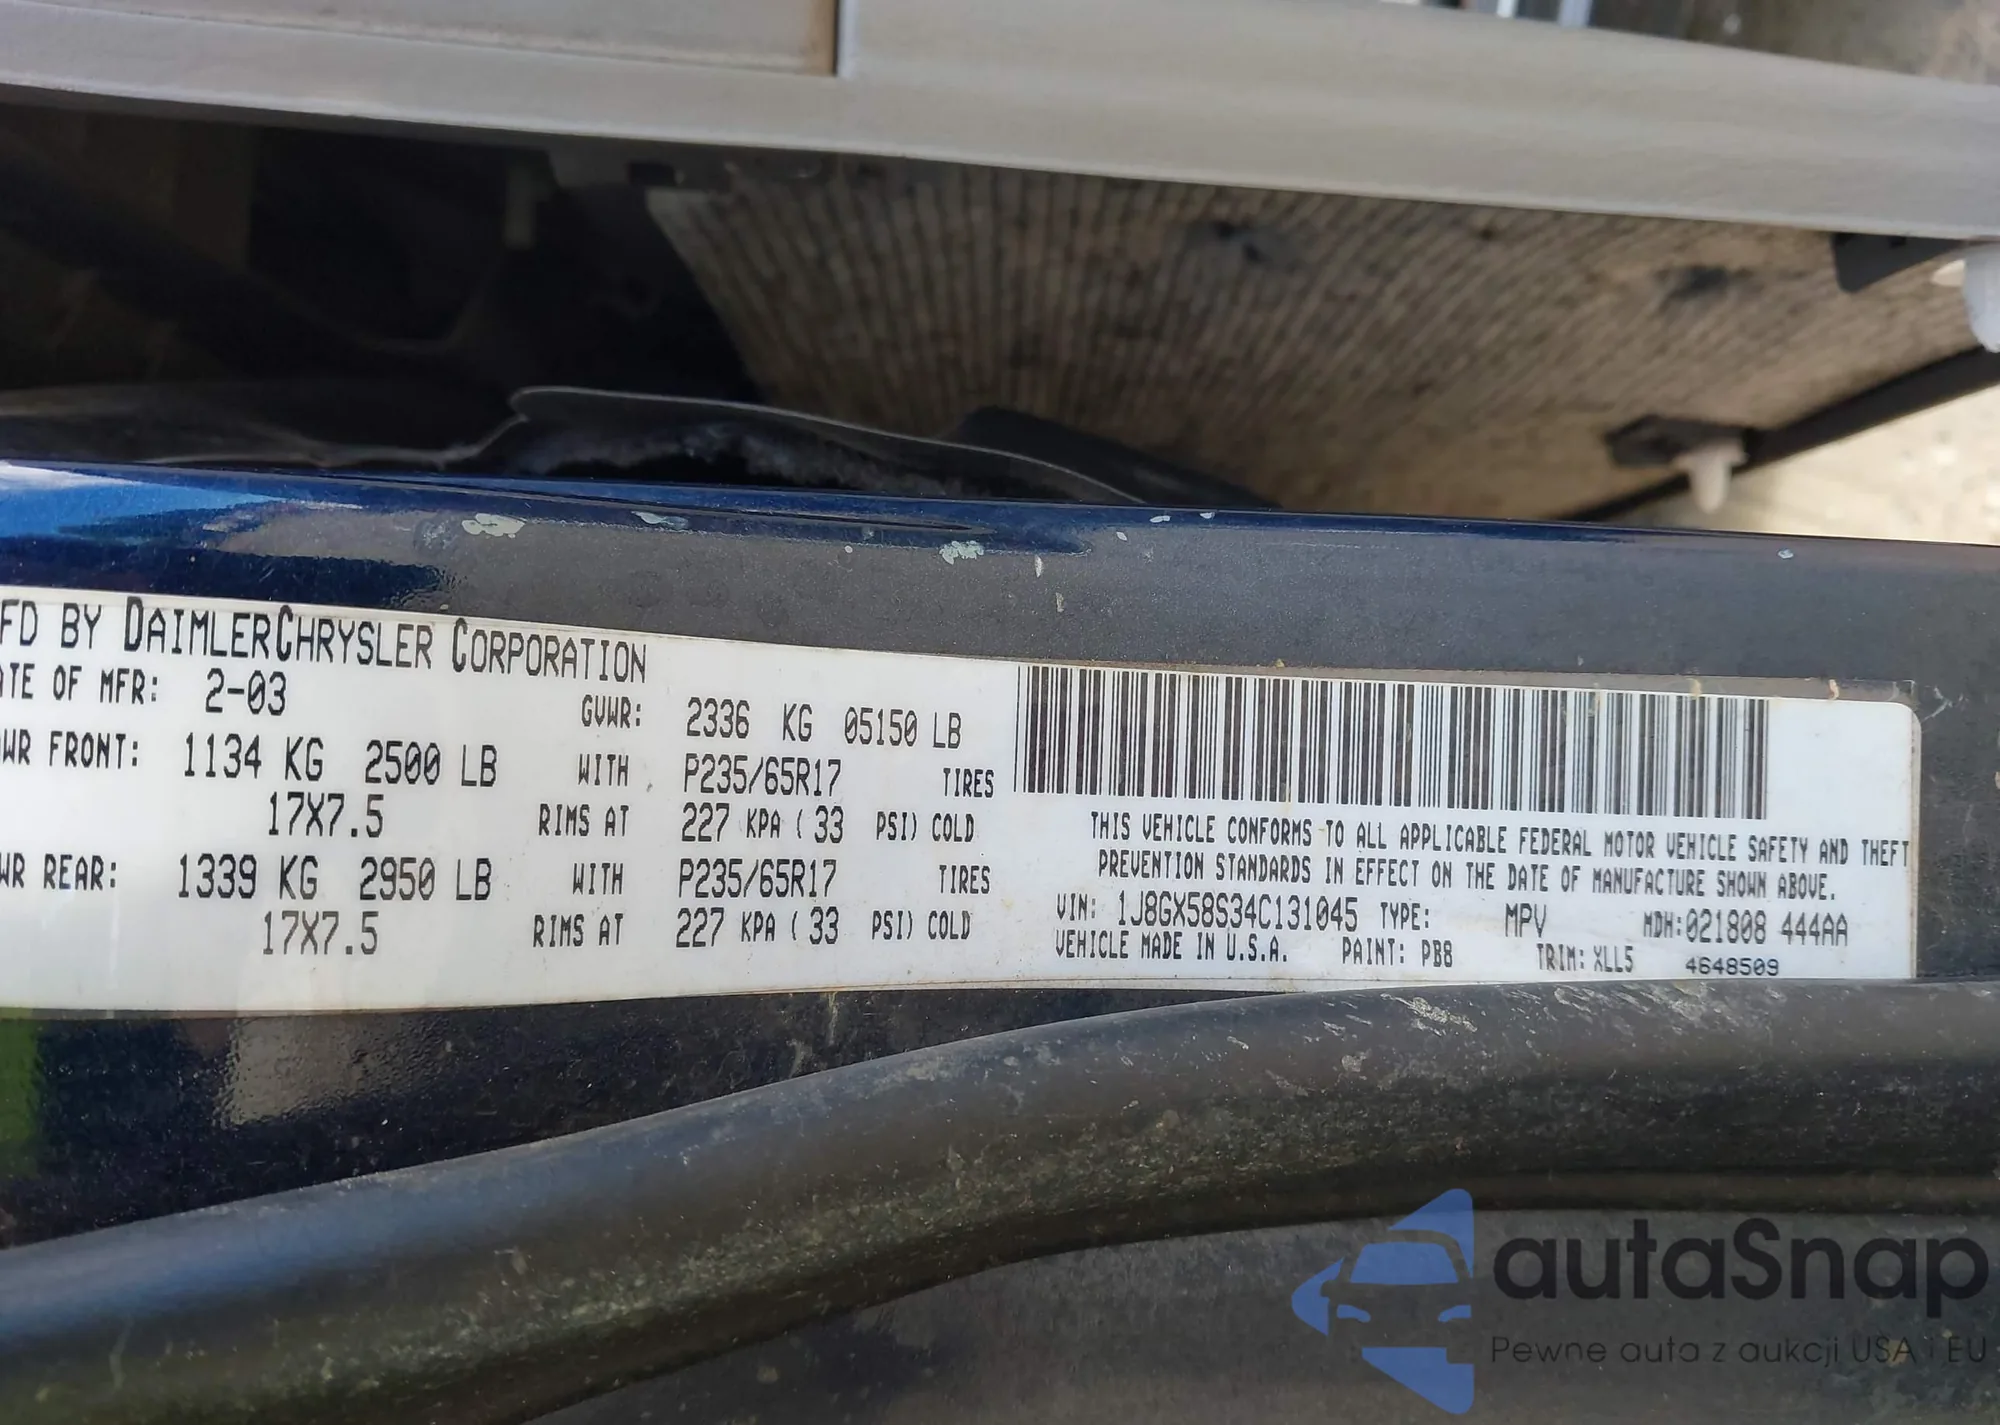 FD BY DAIMLERCHRYSLER CORPORATION
ATE OF MFR: 2-03
GVWR: 2336 KG 05150 LB
WR FRONT: 1134 KG 2500 LB WITH P235/65R17 TIRES
17X7.5 RIMS AT 227 KPA ( 33 PSI) COLD
WR REAR: 1339 KG 2950 LB WITH P235/65R17 TIRES
17X7.5 RIMS AT 227 KPA ( 33 PSI) COLD
THIS VEHICLE CONFORMS TO ALL APPLICABLE FEDERAL MOTOR VEHICLE SAFETY AND THEFT
PREVENTION STANDARDS IN EFFECT ON THE DATE OF MANUFACTURE SHOWN ABOVE.
VIN: 1J8GX58S34C131045 TYPE: MPV MDH:021808 444AA
VEHICLE MADE IN U.S.A. PAINT: PB8 TRIM: XLL5 4648509
autaSnap
Pewne auta z aukcji USA i EU